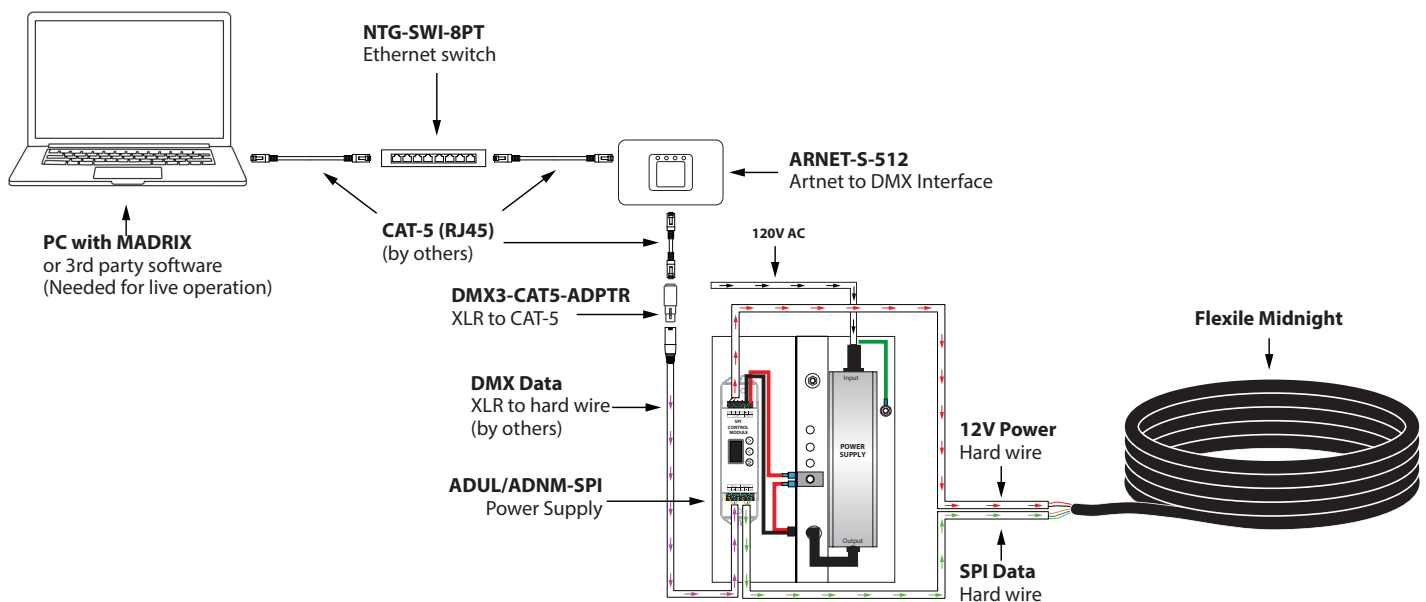 NTG-SWI-8PT
Ethernet switch
ARNET-S-512
Artnet to DMX Interface
PC with MADRIX
or 3rd party software
(Needed for live operation)
CAT-5 (RJ45)
(by others)
120V AC
DMX3-CAT5-ADPTR
XLR to CAT-5
Flexile Midnight
DMX Data
XLR to hard wire
(by others)
Input
SPI
CONTROL
MODULE
POWER
SUPPLY
12V Power
Hard wire
ADUL/ADNM-SPI
Power Supply
Output
SPI Data
Hard wire